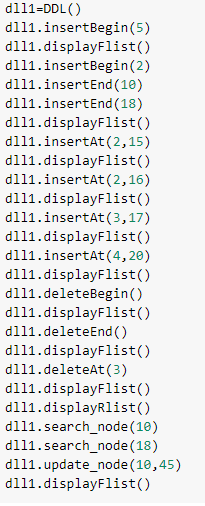 dll1=DDL()
dll1.insertBegin(5)
dll1.displayFlist()
dll1.insertBegin(2)
dll1.insertEnd(10)
dll1.insertEnd(18)
dll1.displayFlist()
dll1.insertAt(2,15)
dll1.displayFlist()
dll1.insertAt(2,16)
dll1.displayFlist()
dll1.insertAt(3,17)
dll1.displayFlist()
dll1.insertAt(4,20)
dll1.displayFlist()
dll1.deleteBegin()
dll1.displayFlist()
dll1.deleteEnd()
dll1.displayFlist()
dll1.deleteAt(3)
dll1.displayFlist()
dll1.displayRlist()
dll1.search_node(10)
dll1.search_node(18)
dll1.update_node(10,45)
dll1.displayFlist()